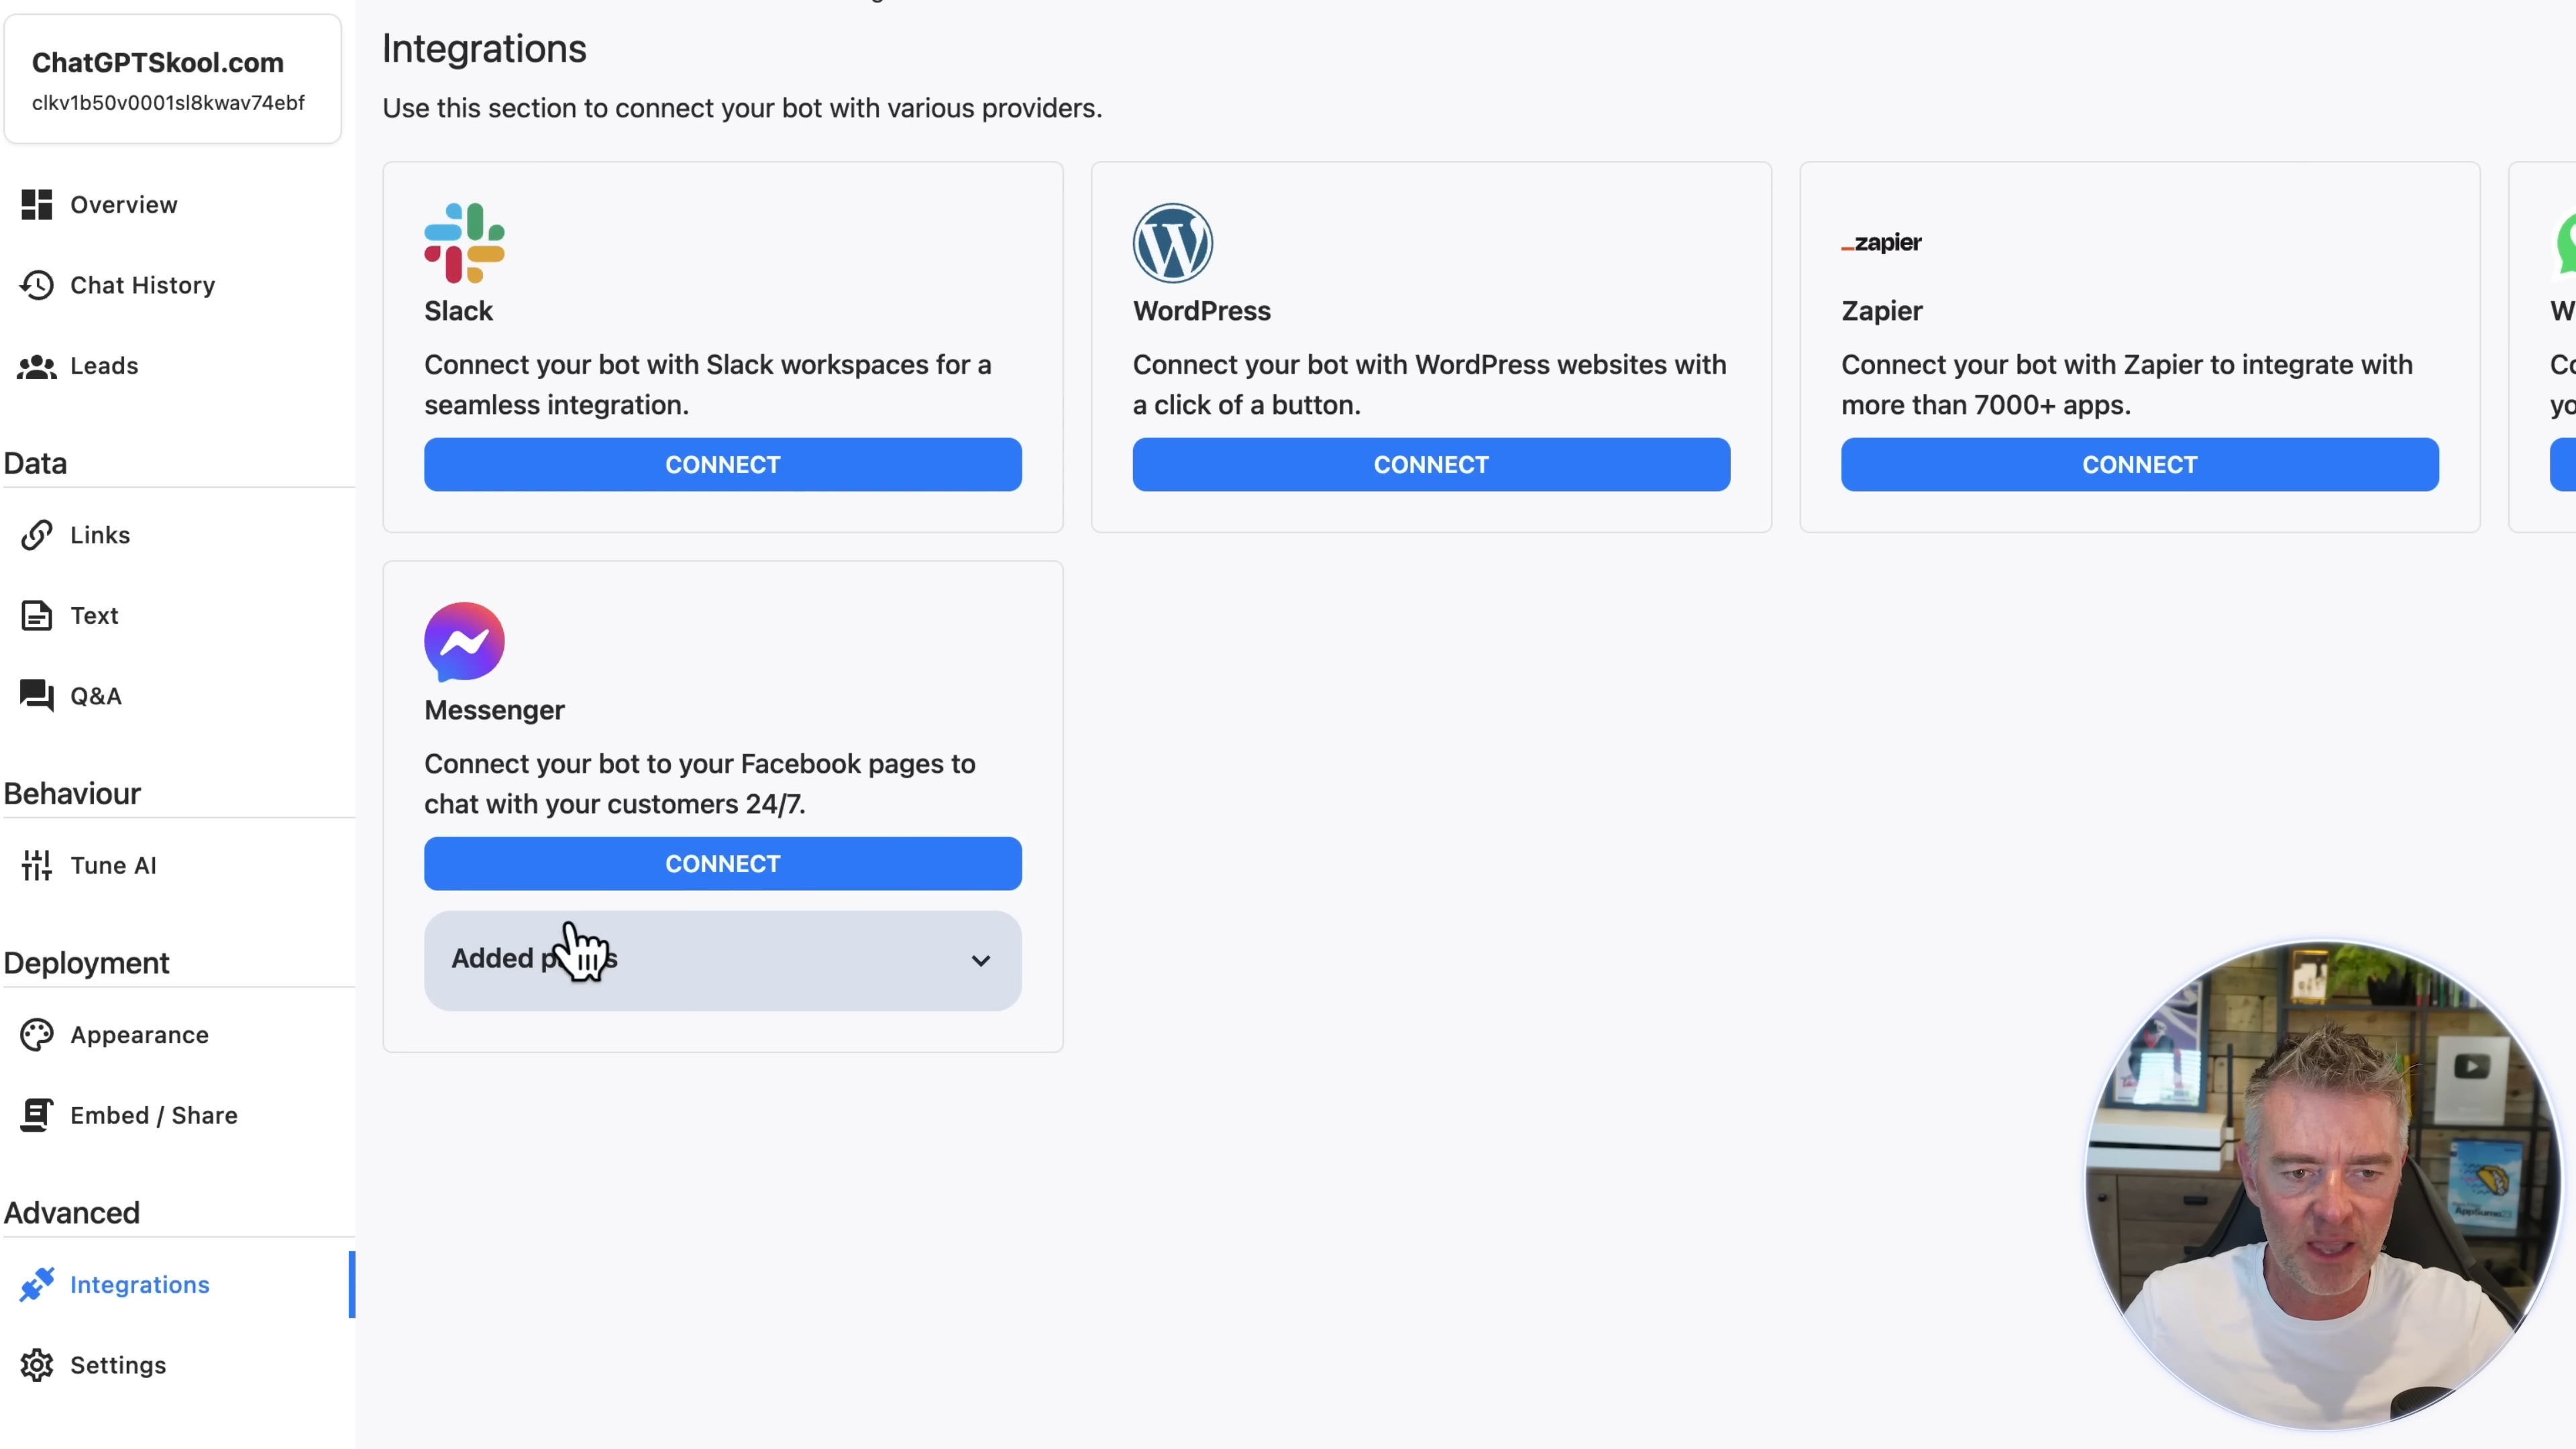 ChatGPTSkool.com
clkv1b50v0001sl8kwav74ebf
Overview
Chat History
Leads
Data
Links
Text
Q&A
Behaviour
Tune AI
Deployment
Appearance
Embed / Share
Advanced
Integrations
Settings
Integrations
Use this section to connect your bot with various providers.
Slack
Connect your bot with Slack workspaces for a
seamless integration.
CONNECT
WordPress
Connect your bot with WordPress websites with
a click of a button.
CONNECT
zapier
Zapier
Connect your bot with Zapier to integrate with
more than 7000+ apps.
CONNECT
Messenger
Connect your bot to your Facebook pages to
chat with your customers 24/7.
CONNECT
Added
AppSumo